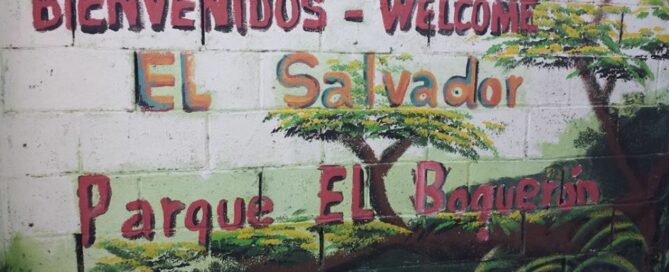 BIENVENIDOS - WELCOME
EL Salvador
Parque EL Boquerón